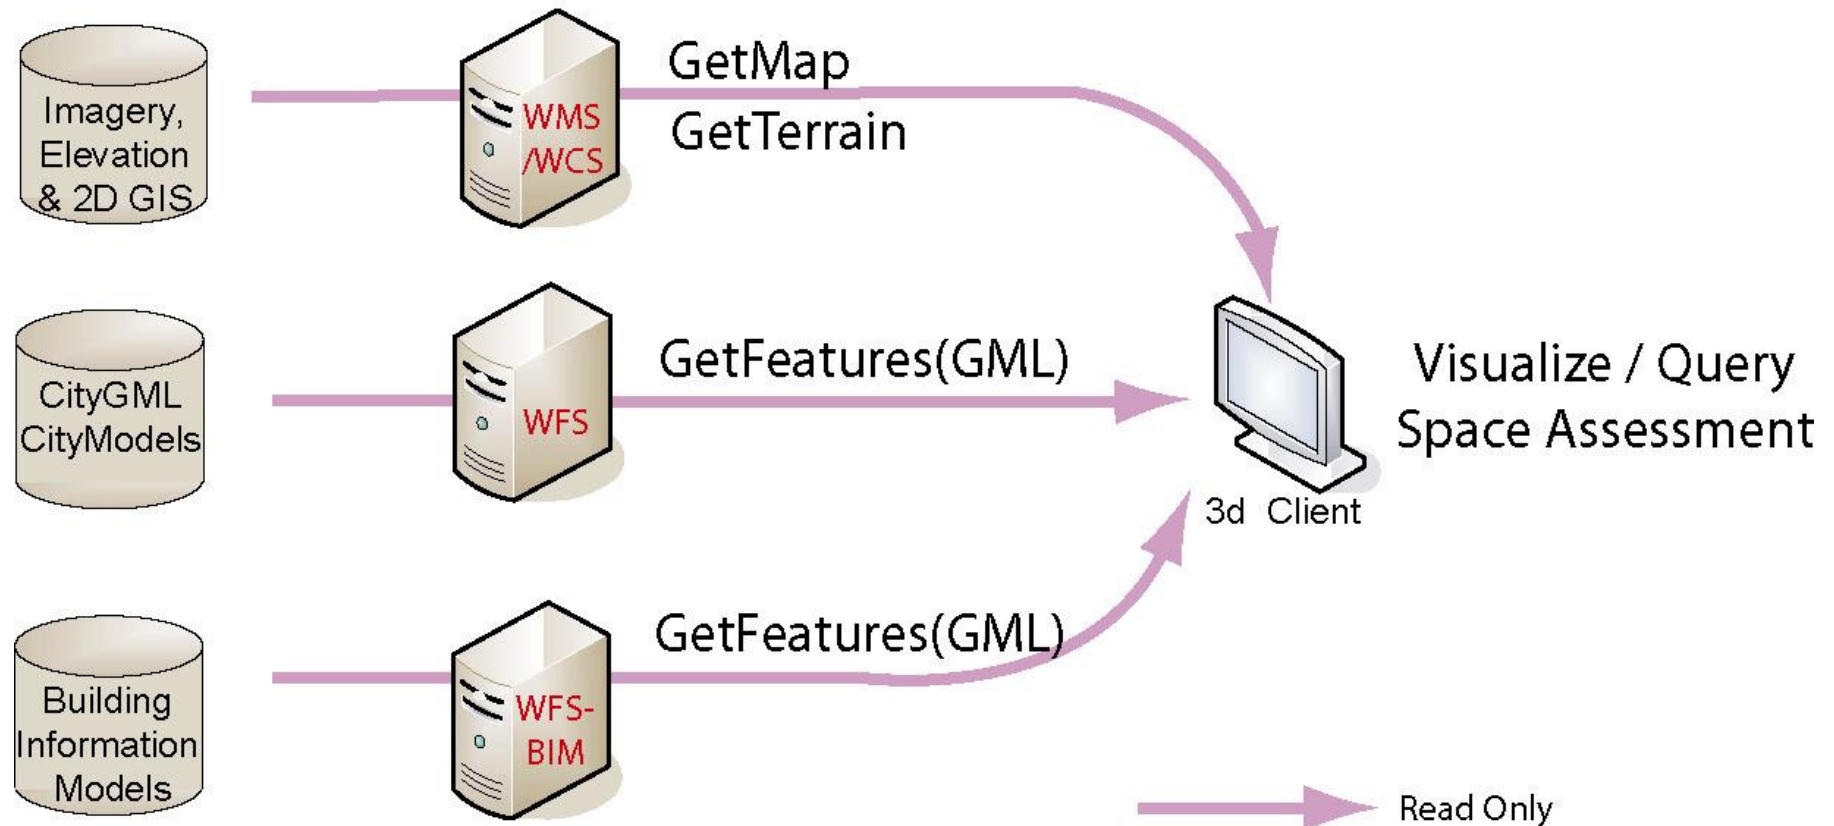 Imagery,
Elevation
& 2D GIS
WMS
/WCS
GetMap
GetTerrain
CityGML
CityModels
WFS
GetFeatures(GML)
3d Client
Visualize / Query
Space Assessment
Building
Information
Models
WFS-
BIM
GetFeatures(GML)
Read Only